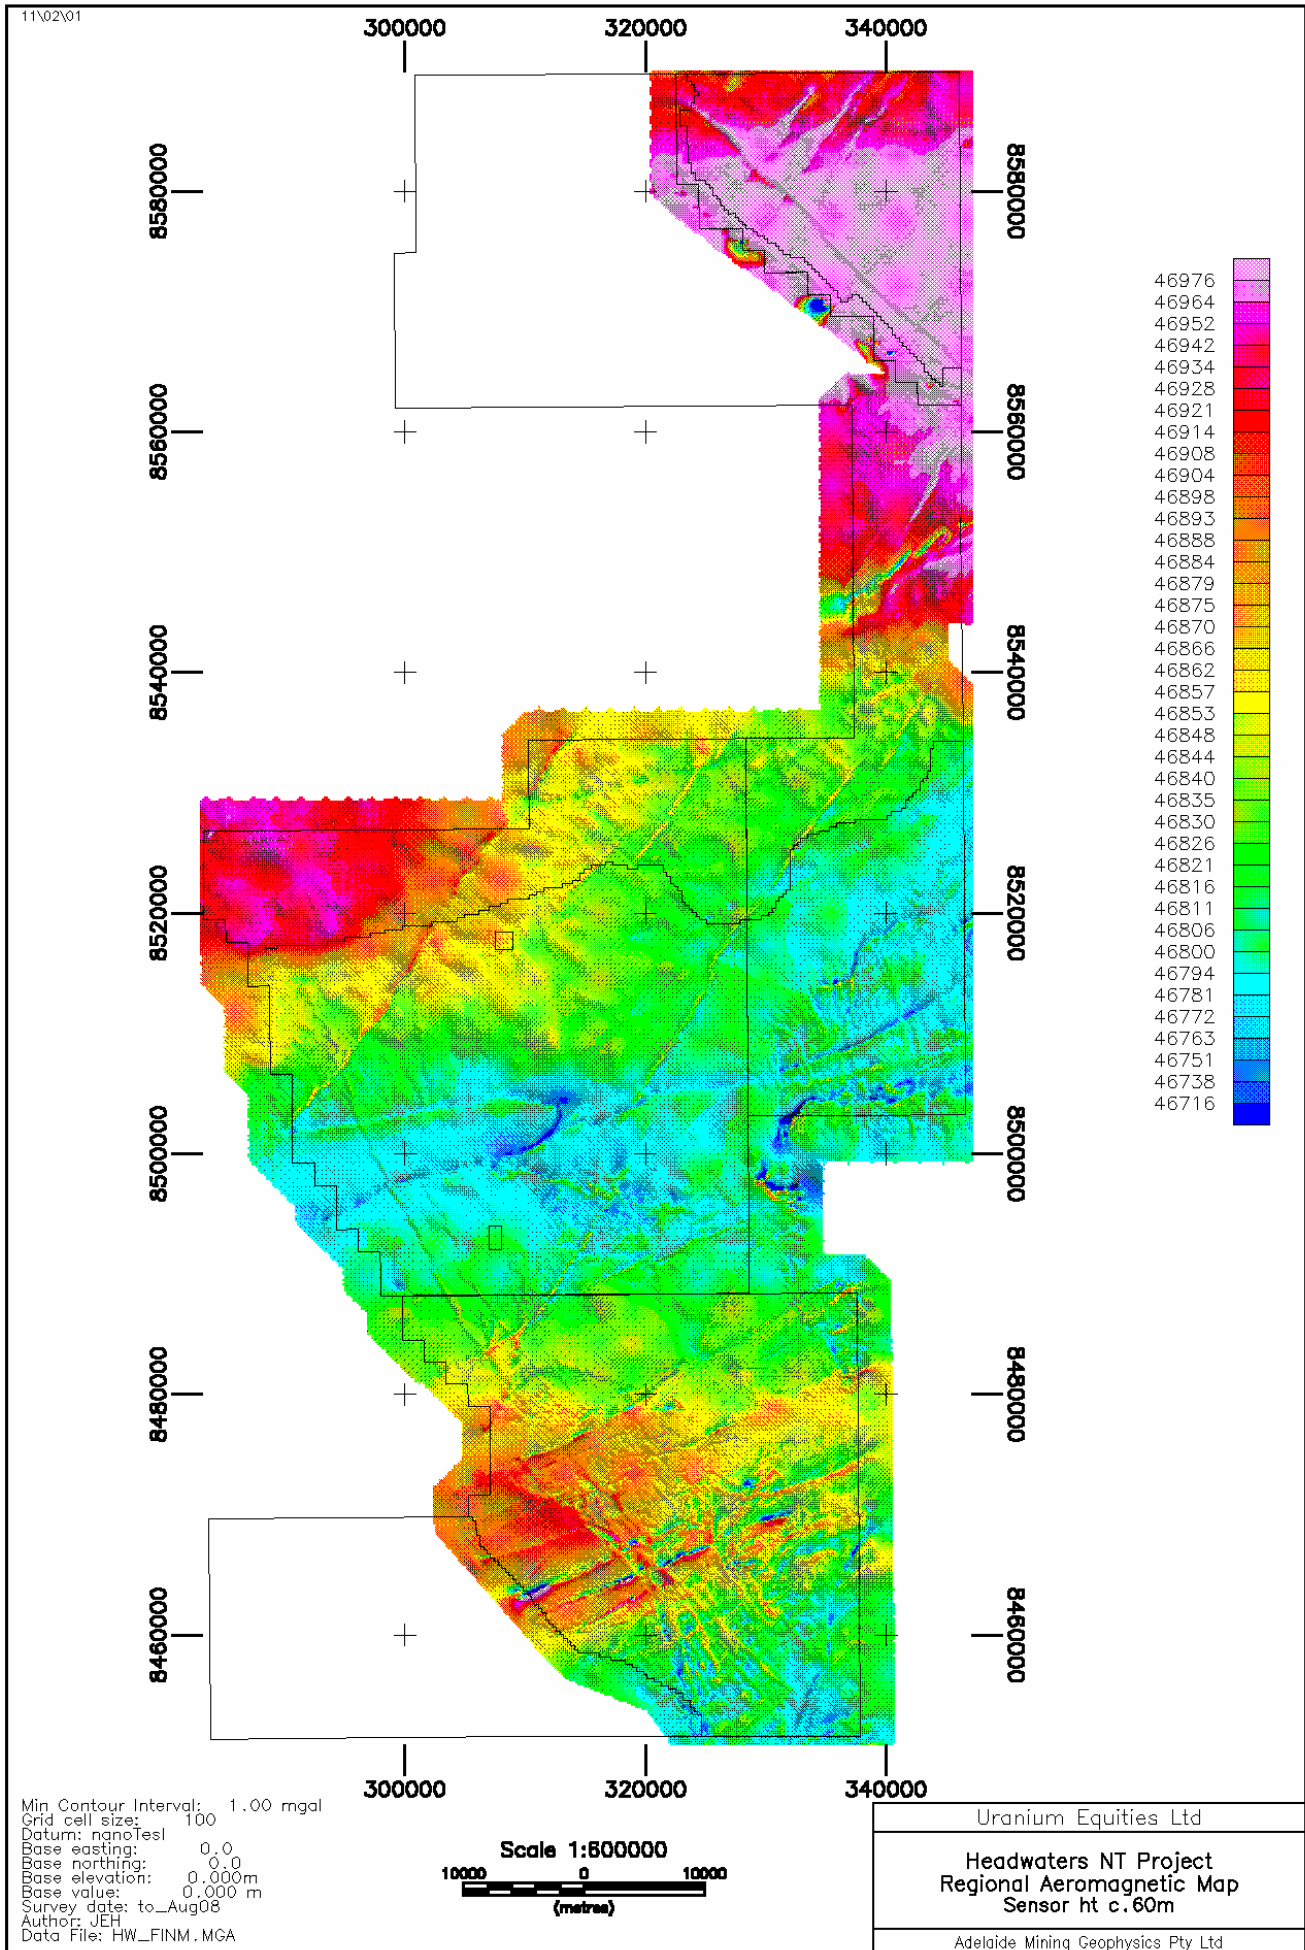 11\02\01
300000 320000 340000
8580000 8580000
46976
46964
46952
46942
46934
46928
46921
46914
46908
46904
46898
46893
46888
46884
46879
46875
46870
46866
46862
46857
46853
46848
46844
46840
46835
46830
46826
46821
46816
46811
46806
46800
46794
46781
46772
46763
46751
46738
46716
8560000 8560000
8540000 8540000
8520000 8520000
8500000 8500000
8480000 8480000
8460000 8460000
300000 320000 340000
Min Contour Interval: 1.00 mgal
Grid cell size: 100
Datum: nanoTesl
Base easting: 0.0
Base northing: 0.0
Base elevation: 0.000m
Base value: 0.000 m
Survey date: to_Aug08
Author: JEH
Data File: HW_FINM.MGA
Scale 1:600000
10000 0 10000
(metres)
Uranium Equities Ltd
Headwaters NT Project
Regional Aeromagnetic Map
Sensor ht c.60m
Adelaide Mining Geophysics Pty Ltd